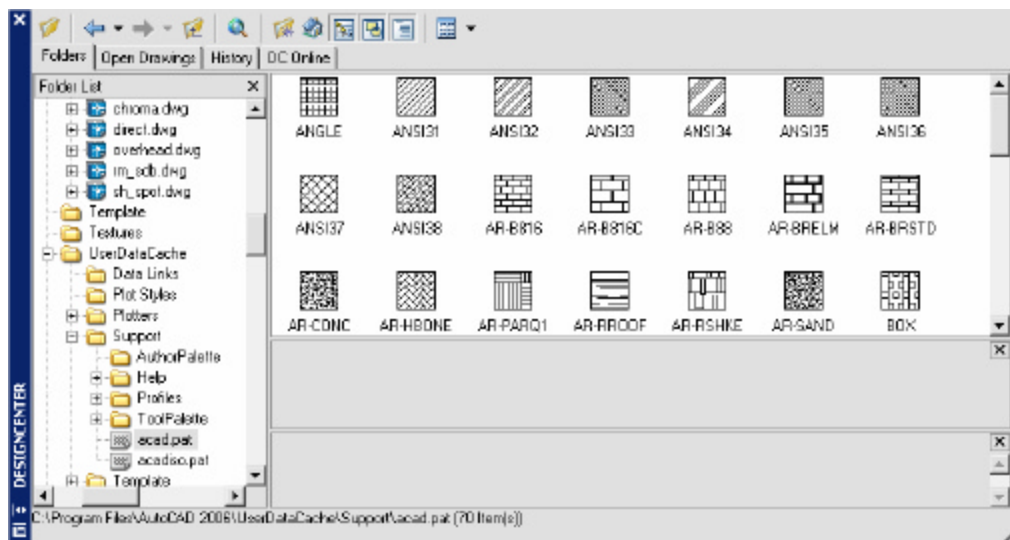 Folders Open Drawings History DC Online
Folder List
chroma.dwg
direct.dwg
overhead.dwg
im_sdb.dwg
sh_spot.dwg
Template
Textures
UserDataCache
Data Links
Plot Styles
Plotters
Support
AuthorPalette
Help
Profiles
ToolPalette
acad.pat
acadiso.pat
Template
ANGLE ANSI31 ANSI32 ANSI33 ANSI34 ANSI35 ANSI36
ANSI37 ANSI38 AR-B816 AR-B816C AR-B88 AR-BRELM AR-BRSTD
AR-CONC AR-HBONE AR-PARQ1 AR-RROOF AR-RSHKE AR-SAND BOX
DESIGNCENTER
C:\Program Files\AutoCAD 2006\UserDataCache\Support\acad.pat (70 Item(s))